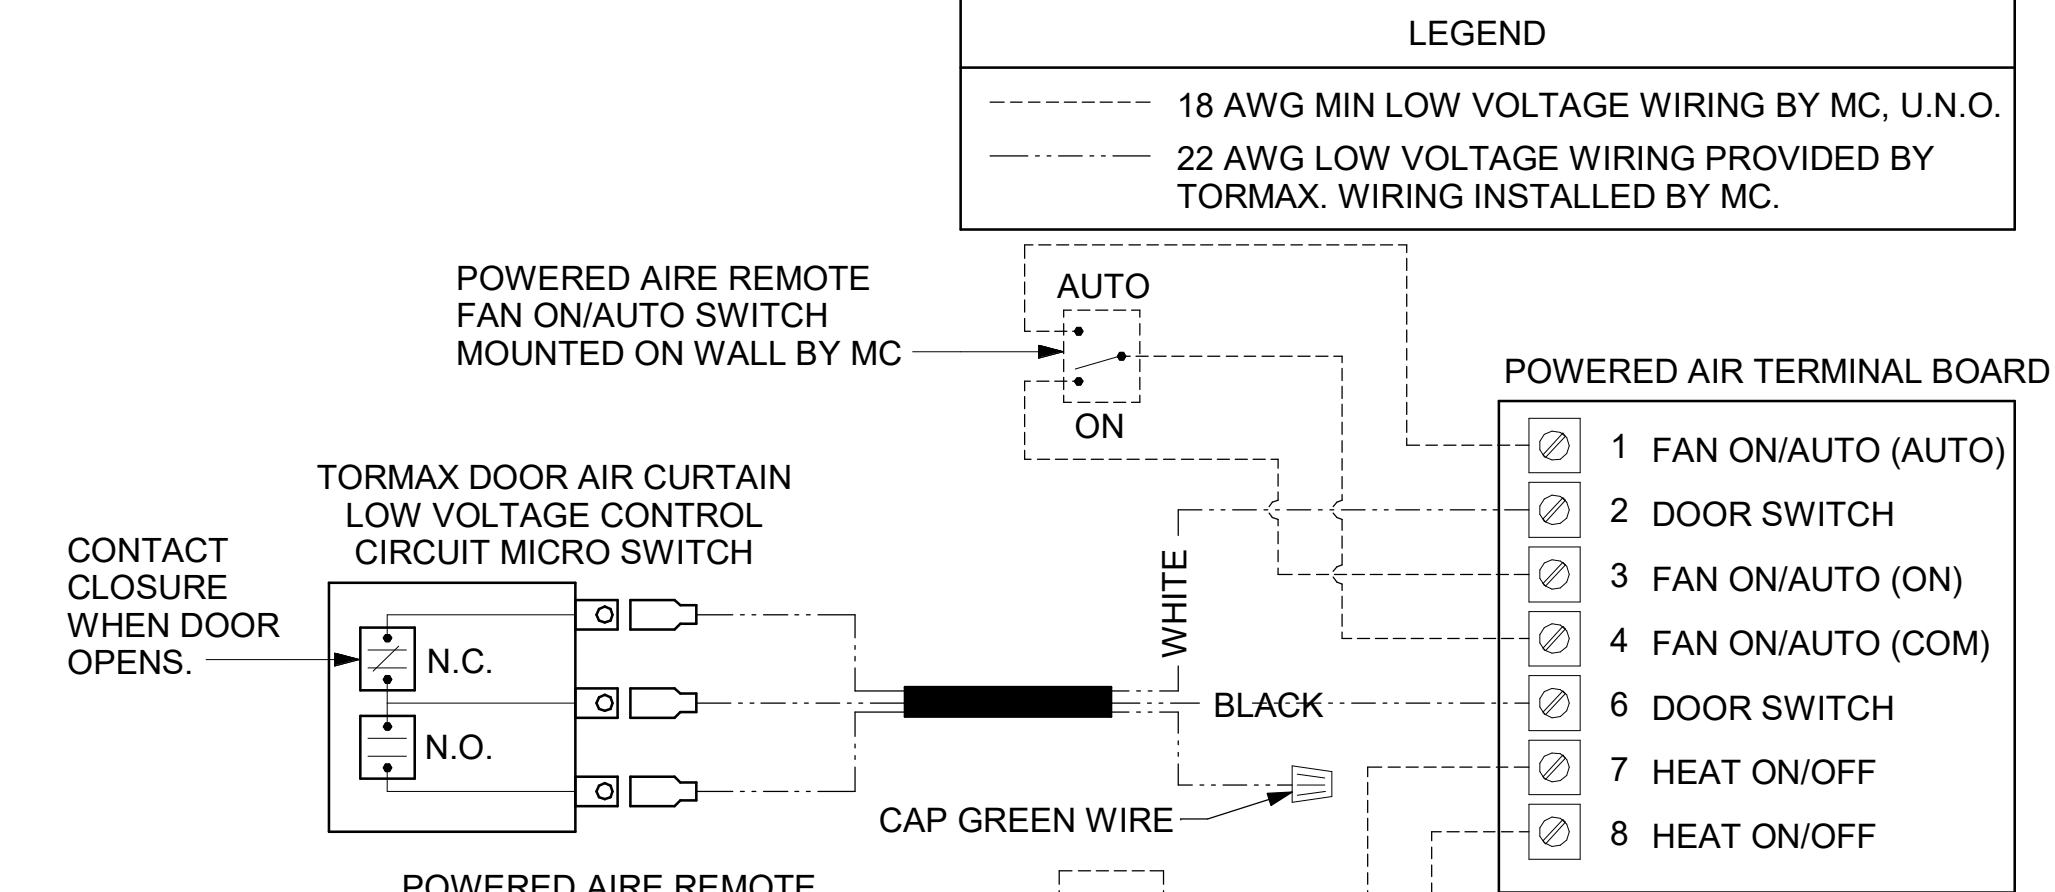 LEGEND
18 AWG MIN LOW VOLTAGE WIRING BY MC, U.N.O.
22 AWG LOW VOLTAGE WIRING PROVIDED BY
TORMAX. WIRING INSTALLED BY MC.
POWERED AIRE REMOTE
FAN ON/AUTO SWITCH
MOUNTED ON WALL BY MC
AUTO
ON
POWERED AIR TERMINAL BOARD
1 FAN ON/AUTO (AUTO)
2 DOOR SWITCH
3 FAN ON/AUTO (ON)
4 FAN ON/AUTO (COM)
6 DOOR SWITCH
7 HEAT ON/OFF
8 HEAT ON/OFF
TORMAX DOOR AIR CURTAIN
LOW VOLTAGE CONTROL
CIRCUIT MICRO SWITCH
CONTACT
CLOSURE
WHEN DOOR
OPENS.
N.C.
N.O.
WHITE
BLACK
CAP GREEN WIRE
POWERED AIRE REMOTE